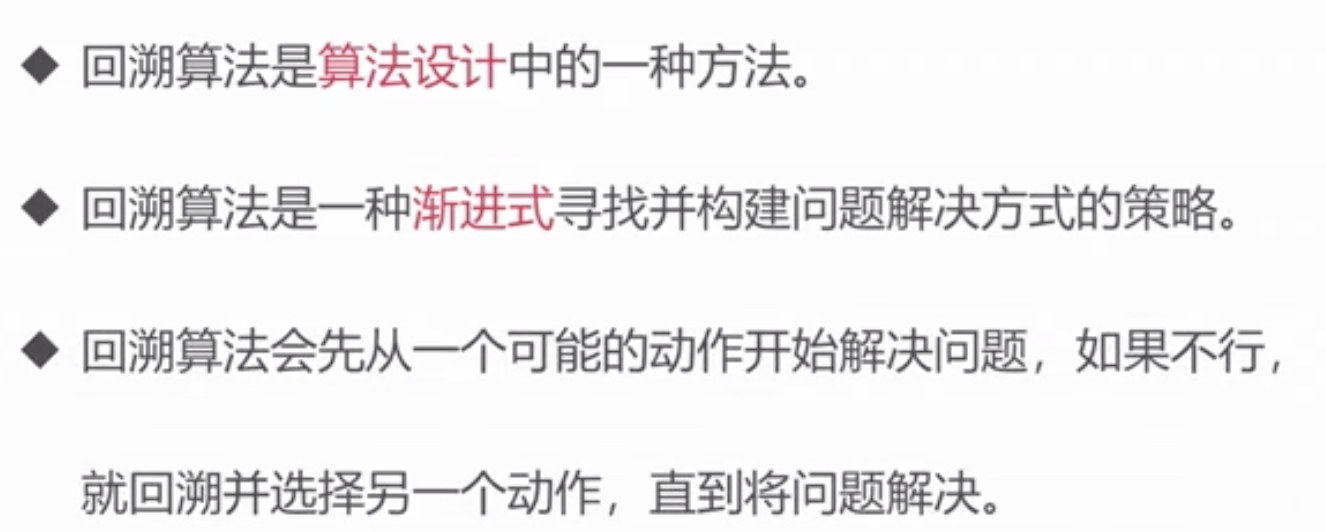 ◆ 回溯算法是算法设计中的一种方法。
◆ 回溯算法是一种渐进式寻找并构建问题解决方式的策略。
◆ 回溯算法会先从一个可能的动作开始解决问题，如果不行，
就回溯并选择另一个动作，直到将问题解决。